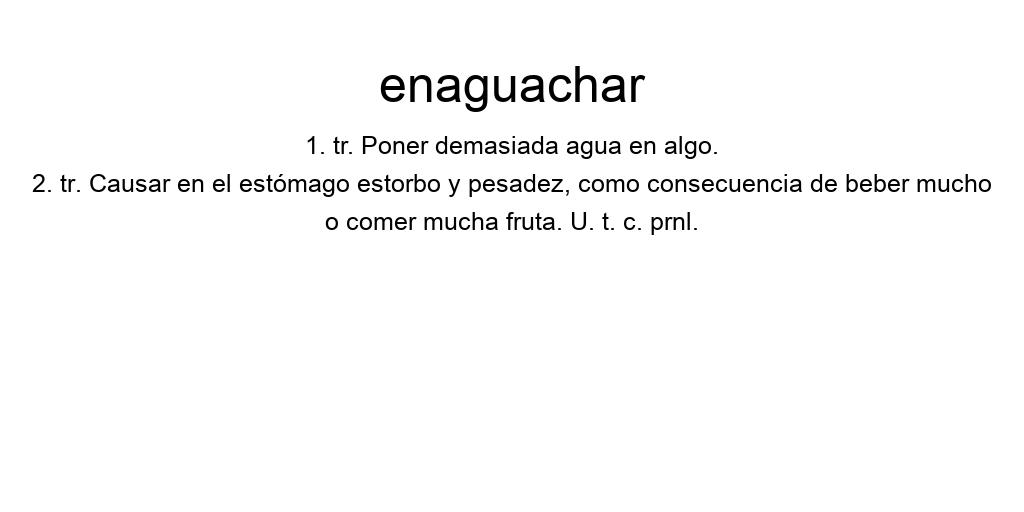 enaguachar
1. tr. Poner demasiada agua en algo.
2. tr. Causar en el estómago estorbo y pesadez, como consecuencia de beber mucho
o comer mucha fruta. U. t. c. prnl.